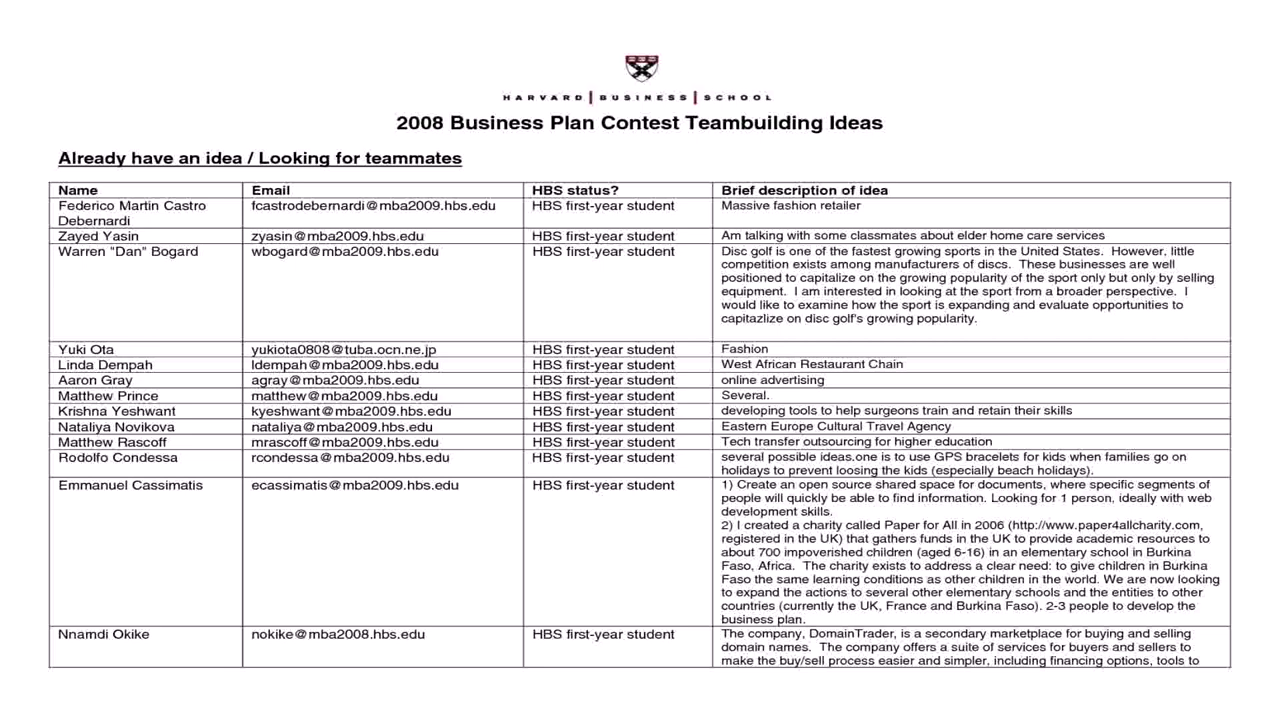 HARVARD | BUSINESS | SCHOOL
2008 Business Plan Contest Teambuilding Ideas
Already have an idea / Looking for teammates
Name Email HBS status? Brief description of idea
Federico Martin Castro fcastrodebernardi@mba2009.hbs.edu HBS first-year student Massive fashion retailer
Debernardi
Zayed Yasin zyasin@mba2009.hbs.edu HBS first-year student Am talking with some classmates about elder home care services
Warren "Dan" Bogard wbogard@mba2009.hbs.edu HBS first-year student Disc golf is one of the fastest growing sports in the United States. However, little
competition exists among manufacturers of discs. These businesses are well
positioned to capitalize on the growing popularity of the sport only but only by selling
equipment. I am interested in looking at the sport from a broader perspective. I
would like to examine how the sport is expanding and evaluate opportunities to
capitazlize on disc golf's growing popularity.
Yuki Ota yukiota0808@tuba.ocn.ne.jp HBS first-year student Fashion
Linda Dempah ldempah@mba2009.hbs.edu HBS first-year student West African Restaurant Chain
Aaron Gray agray@mba2009.hbs.edu HBS first-year student online advertising
Matthew Prince matthew@mba2009.hbs.edu HBS first-year student Several.
Krishna Yeshwant kyeshwant@mba2009.hbs.edu HBS first-year student developing tools to help surgeons train and retain their skills
Nataliya Novikova nataliya@mba2009.hbs.edu HBS first-year student Eastern Europe Cultural Travel Agency
Matthew Rascoff mrascoff@mba2009.hbs.edu HBS first-year student Tech transfer outsourcing for higher education
Rodolfo Condessa rcondessa@mba2009.hbs.edu HBS first-year student several possible ideas.one is to use GPS bracelets for kids when families go on
holidays to prevent loosing the kids (especially beach holidays).
Emmanuel Cassimatis ecassimatis@mba2009.hbs.edu HBS first-year student 1) Create an open source shared space for documents, where specific segments of
people will quickly be able to find information. Looking for 1 person, ideally with web
development skills.
2) I created a charity called Paper for All in 2006 (http://www.paper4allcharity.com,
registered in the UK) that gathers funds in the UK to provide academic resources to
about 700 impoverished children (aged 6-16) in an elementary school in Burkina
Faso, Africa. The charity exists to address a clear need: to give children in Burkina
Faso the same learning conditions as other children in the world. We are now looking
to expand the actions to several other elementary schools and the entities to other
countries (currently the UK, France and Burkina Faso). 2-3 people to develop the
business plan.
Nnamdi Okike nokike@mba2008.hbs.edu HBS first-year student The company, DomainTrader, is a secondary marketplace for buying and selling
domain names. The company offers a suite of services for buyers and sellers to
make the buy/sell process easier and simpler, including financing options, tools to